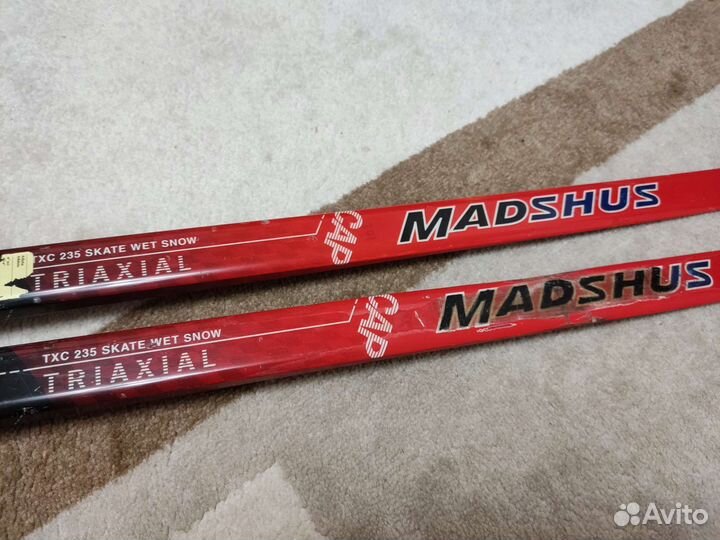 TXC 235 SKATE WET SNOW
TRIAXIAL
CAP
MADSHUS
TXC 235 SKATE WET SNOW
TRIAXIAL
CAP
MADSHUS
Avito